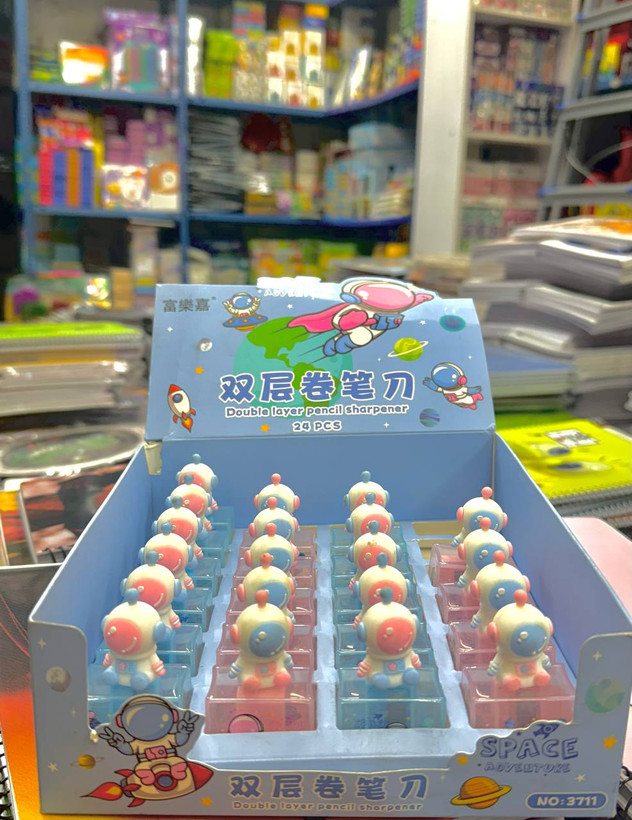 富樂嘉
双层卷笔刀
Double layer pencil sharpener
24 PCS
SPACE
ADVENTURE
双层卷笔刀
Double layer pencil sharpener
NO:3711